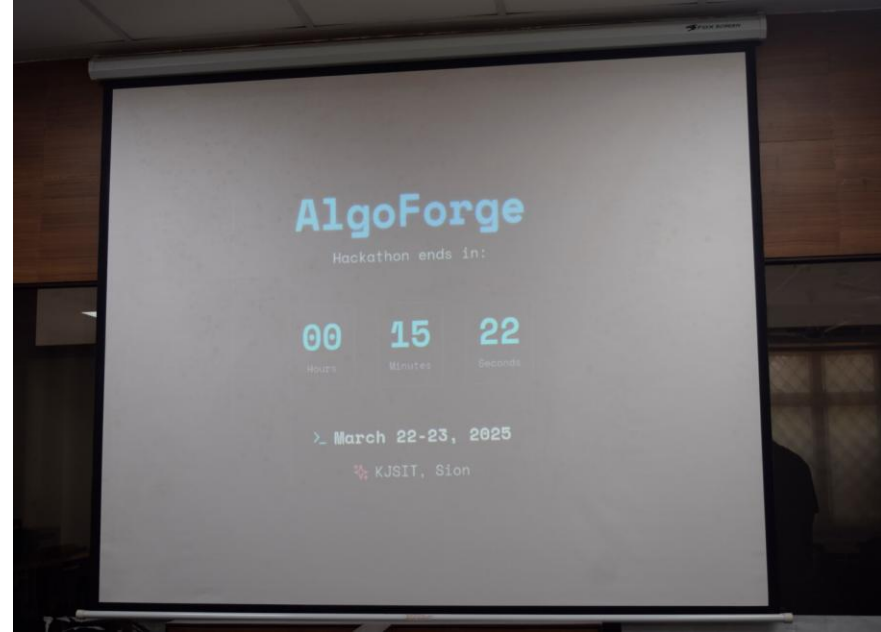 AlgoForge
Hackathon ends in:
00 15 22
Hours Minutes Seconds
>_ March 22-23, 2025
KJSIT, Sion